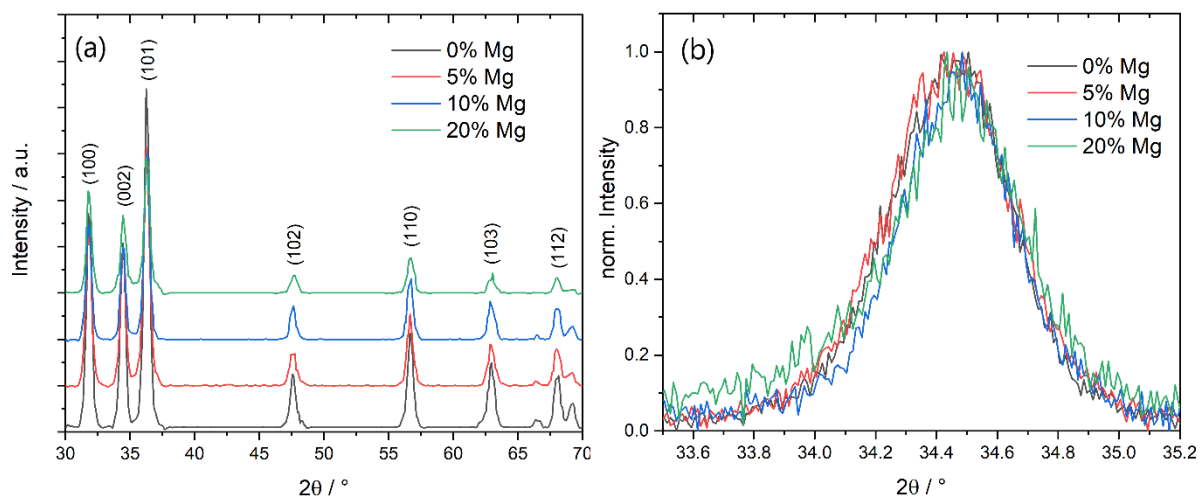 (a)
(101)
0% Mg
5% Mg
10% Mg
20% Mg
(100)
(002)
(102)
(110)
(103)
(112)
Intensity / a.u.
30 35 40 45 50 55 60 65 70
2θ / °
(b)
0% Mg
5% Mg
10% Mg
20% Mg
norm. Intensity
1.0
0.8
0.6
0.4
0.2
0.0
33.6 33.8 34.0 34.2 34.4 34.6 34.8 35.0 35.2
2θ / °